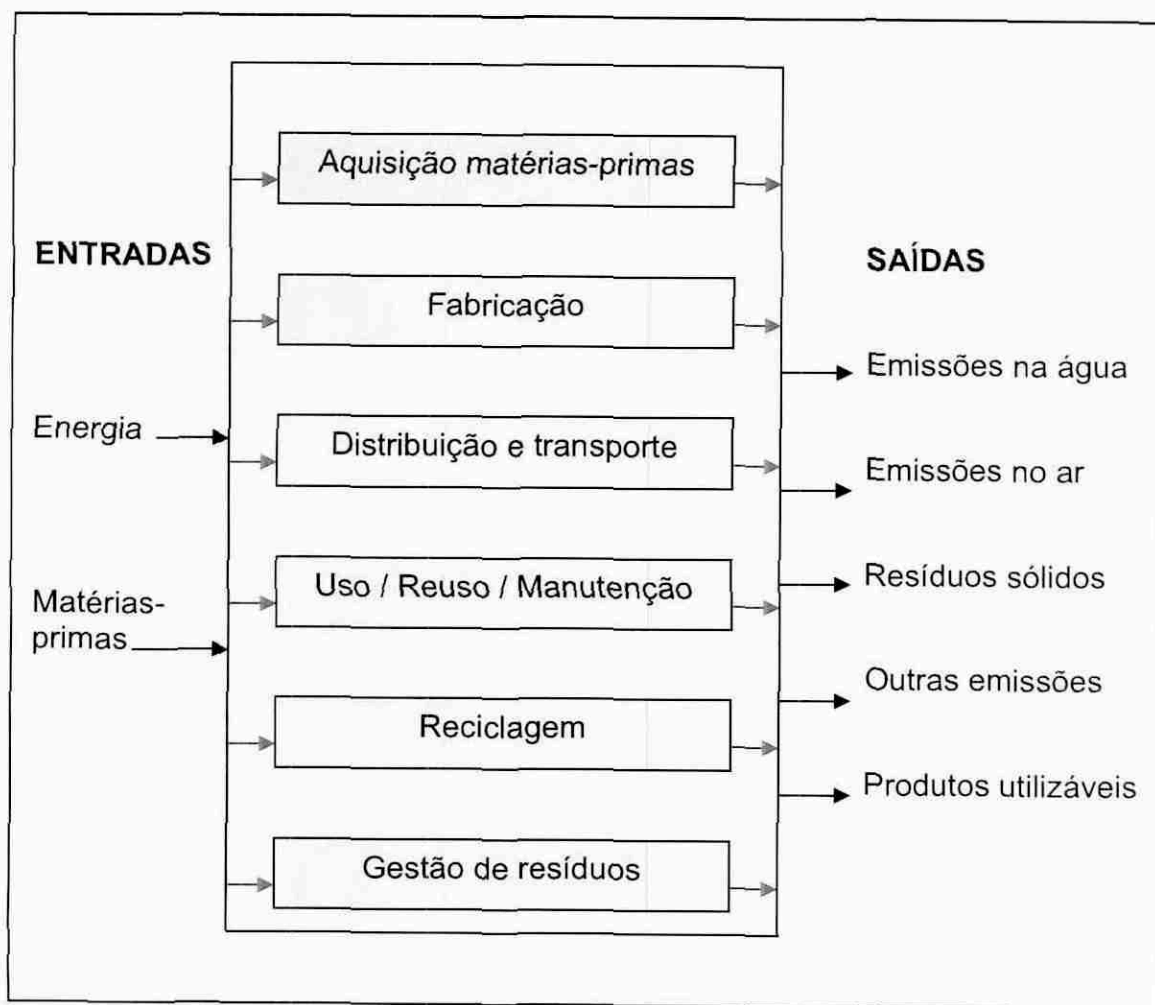 ENTRADAS
Energia
Matérias-
primas
Aquisição matérias-primas
Fabricação
Distribuição e transporte
Uso / Reuso / Manutenção
Reciclagem
Gestão de resíduos
SAÍDAS
Emissões na água
Emissões no ar
Resíduos sólidos
Outras emissões
Produtos utilizáveis